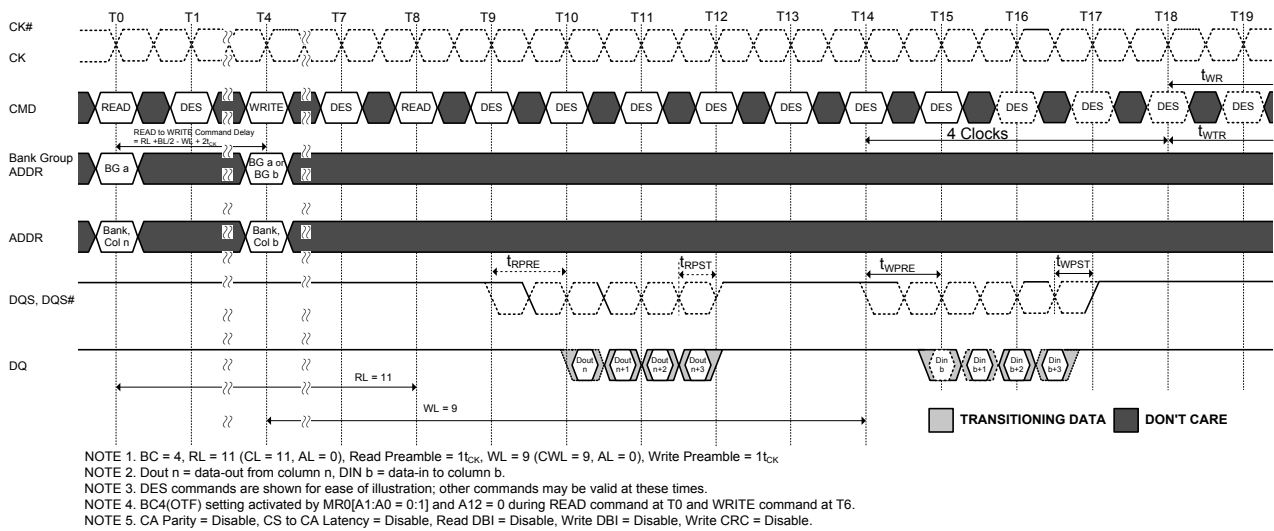 T0 T1 T4 T7 T8 T9 T10 T11 T12 T13 T14 T15 T16 T17 T18 T19
CK#
CK
tWR
CMD READ DES WRITE DES READ DES DES DES DES DES DES DES DES DES DES DES
READ to WRITE Command Delay
= RL +BL/2 - WL + 2tCK
4 Clocks tWTR
Bank Group
ADDR
BG a
BG a or
BG b
ADDR
Bank,
Col n
Bank,
Col b
tRPRE tRPST tWPRE tWPST
DQS, DQS#
DQ
Dout
n
Dout
n+1
Dout
n+2
Dout
n+3
Din
b
Din
b+1
Din
b+2
Din
b+3
RL = 11
WL = 9
TRANSITIONING DATA DON'T CARE
NOTE 1. BC = 4, RL = 11 (CL = 11, AL = 0), Read Preamble = 1tCK, WL = 9 (CWL = 9, AL = 0), Write Preamble = 1tCK
NOTE 2. Dout n = data-out from column n, DIN b = data-in to column b.
NOTE 3. DES commands are shown for ease of illustration; other commands may be valid at these times.
NOTE 4. BC4(OTF) setting activated by MR0[A1:A0 = 0:1] and A12 = 0 during READ command at T0 and WRITE command at T6.
NOTE 5. CA Parity = Disable, CS to CA Latency = Disable, Read DBI = Disable, Write DBI = Disable, Write CRC = Disable.